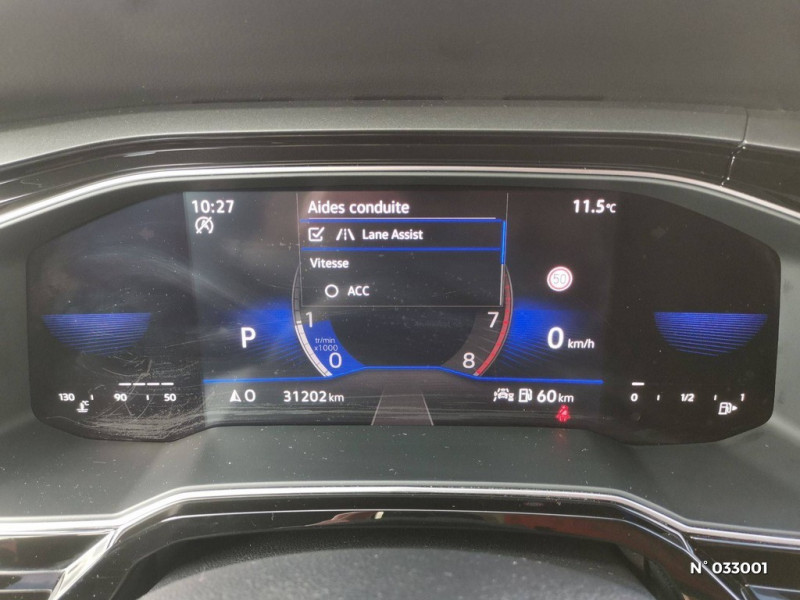 10:27
Aides conduite
11.5°C
Lane Assist
Vitesse
50
ACC
1
7
P
tr/min
x1000
0
8
0 km/h
130 90 50
0
31202 km
60 km
0 1/2 1
N° 033001